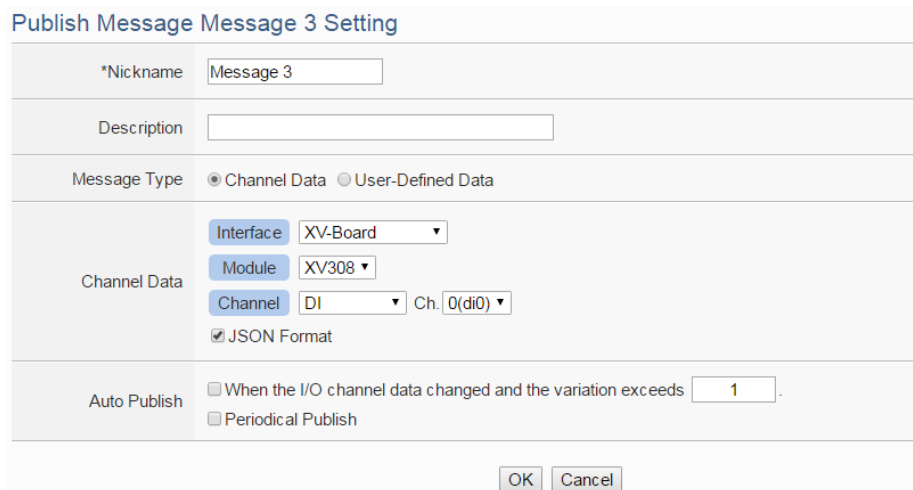 Publish Message Message 3 Setting
*Nickname Message 3
Description
Message Type Channel Data User-Defined Data
Channel Data
Interface XV-Board
Module XV308
Channel DI Ch. 0(di0)
JSON Format
Auto Publish
When the I/O channel data changed and the variation exceeds 1 .
Periodical Publish
OK Cancel